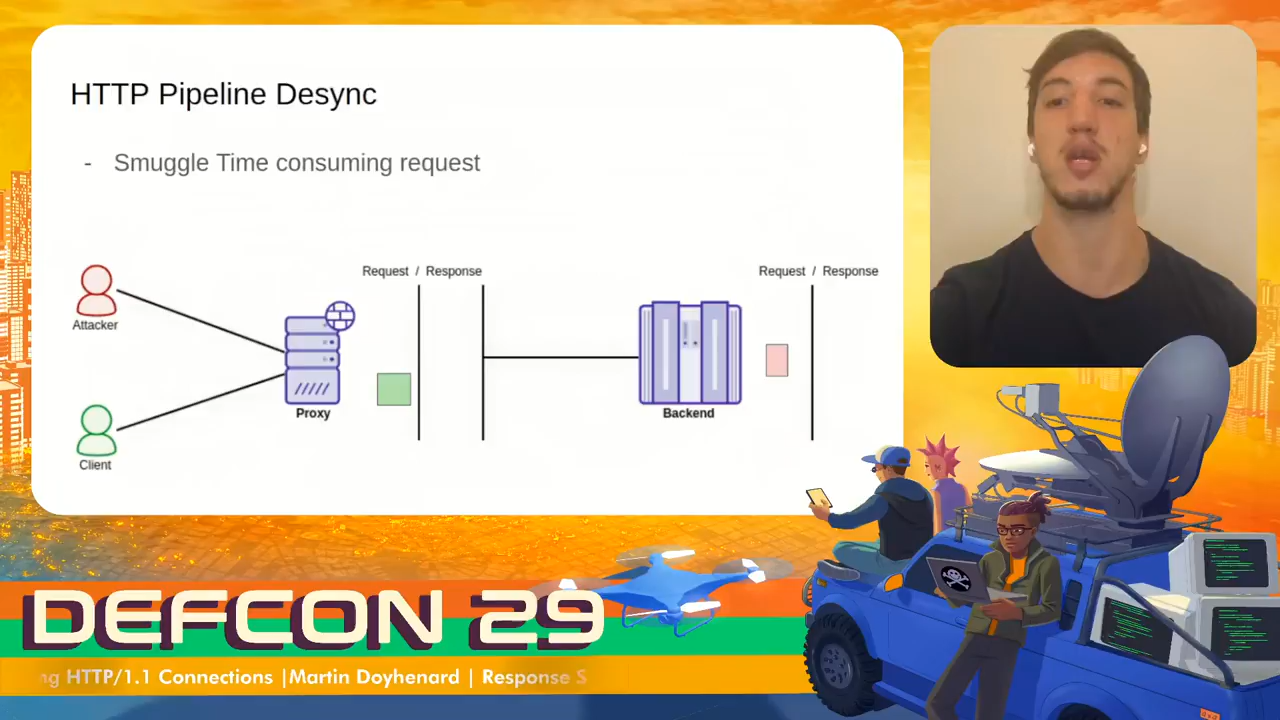 HTTP Pipeline Desync
- Smuggle Time consuming request
Request / Response
Request / Response
Attacker
Proxy
Backend
Client
DEFCON 29
ng HTTP/1.1 Connections |Martin Doyhenard | Response S